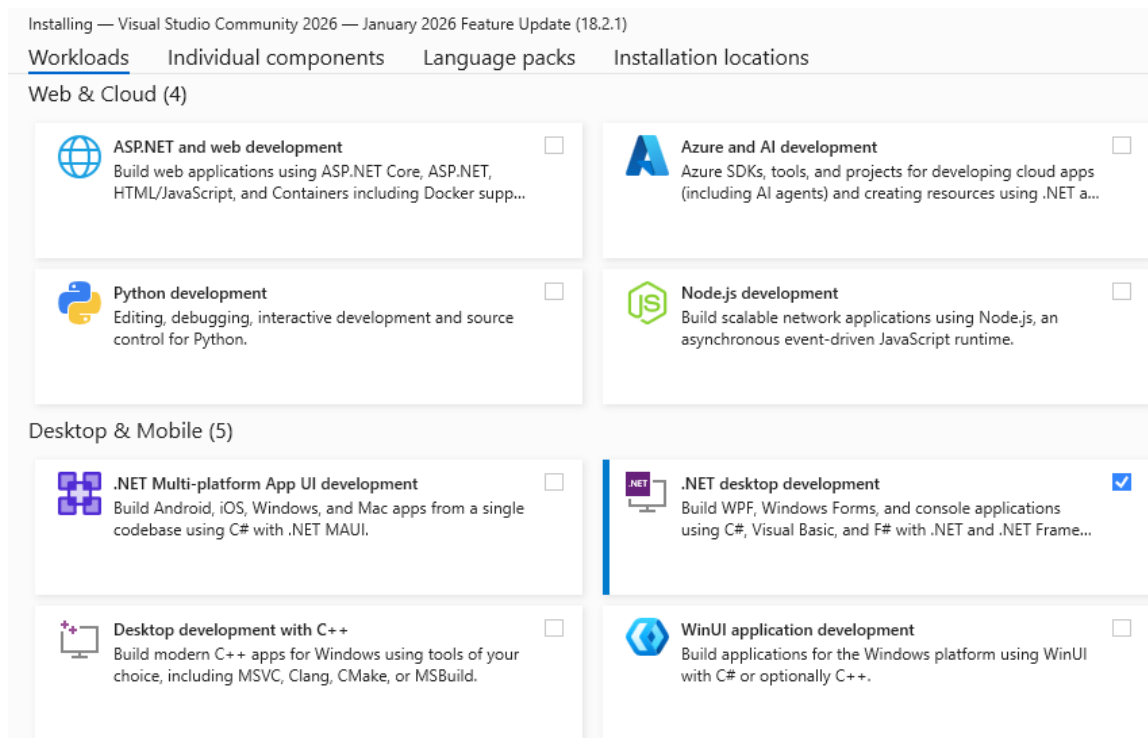 Installing — Visual Studio Community 2026 — January 2026 Feature Update (18.2.1)
Workloads Individual components Language packs Installation locations
Web & Cloud (4)
ASP.NET and web development
Build web applications using ASP.NET Core, ASP.NET,
HTML/JavaScript, and Containers including Docker supp...
Azure and AI development
Azure SDKs, tools, and projects for developing cloud apps
(including AI agents) and creating resources using .NET a...
Python development
Editing, debugging, interactive development and source
control for Python.
JS
Node.js development
Build scalable network applications using Node.js, an
asynchronous event-driven JavaScript runtime.
Desktop & Mobile (5)
.NET Multi-platform App UI development
Build Android, iOS, Windows, and Mac apps from a single
codebase using C# with .NET MAUI.
.NET
.NET desktop development
Build WPF, Windows Forms, and console applications
using C#, Visual Basic, and F# with .NET and .NET Frame...
Desktop development with C++
Build modern C++ apps for Windows using tools of your
choice, including MSVC, Clang, CMake, or MSBuild.
WinUI application development
Build applications for the Windows platform using WinUI
with C# or optionally C++.